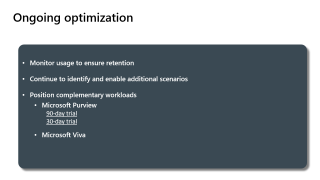 Ongoing optimization
• Monitor usage to ensure retention
• Continue to identify and enable additional scenarios
• Position complementary workloads
• Microsoft Purview
90-day trial
30-day trial
• Microsoft Viva